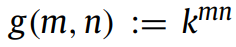 g(m, n) := k^{mn}